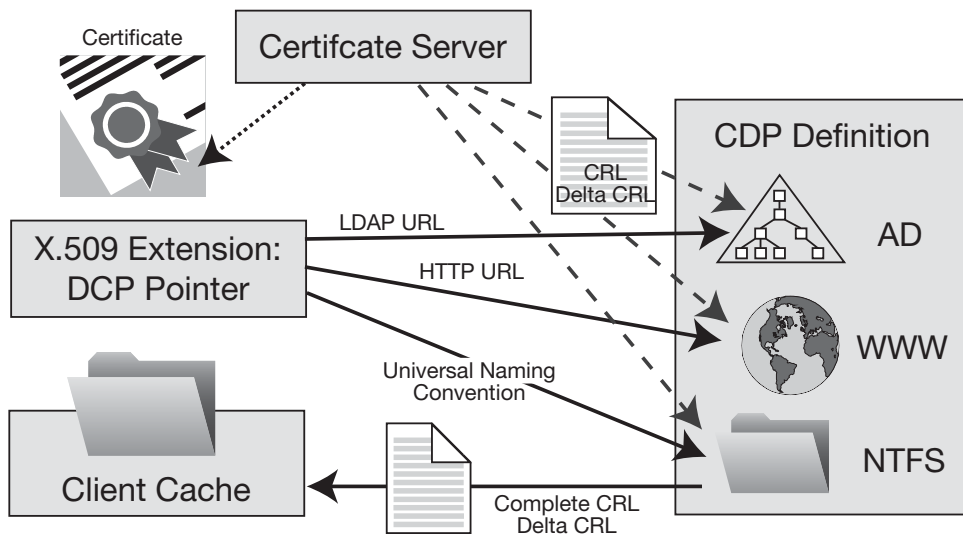 Certificate
Certifcate Server
CDP Definition
CRL
Delta CRL
LDAP URL
AD
X.509 Extension:
DCP Pointer
HTTP URL
WWW
Universal Naming
Convention
NTFS
Client Cache
Complete CRL
Delta CRL